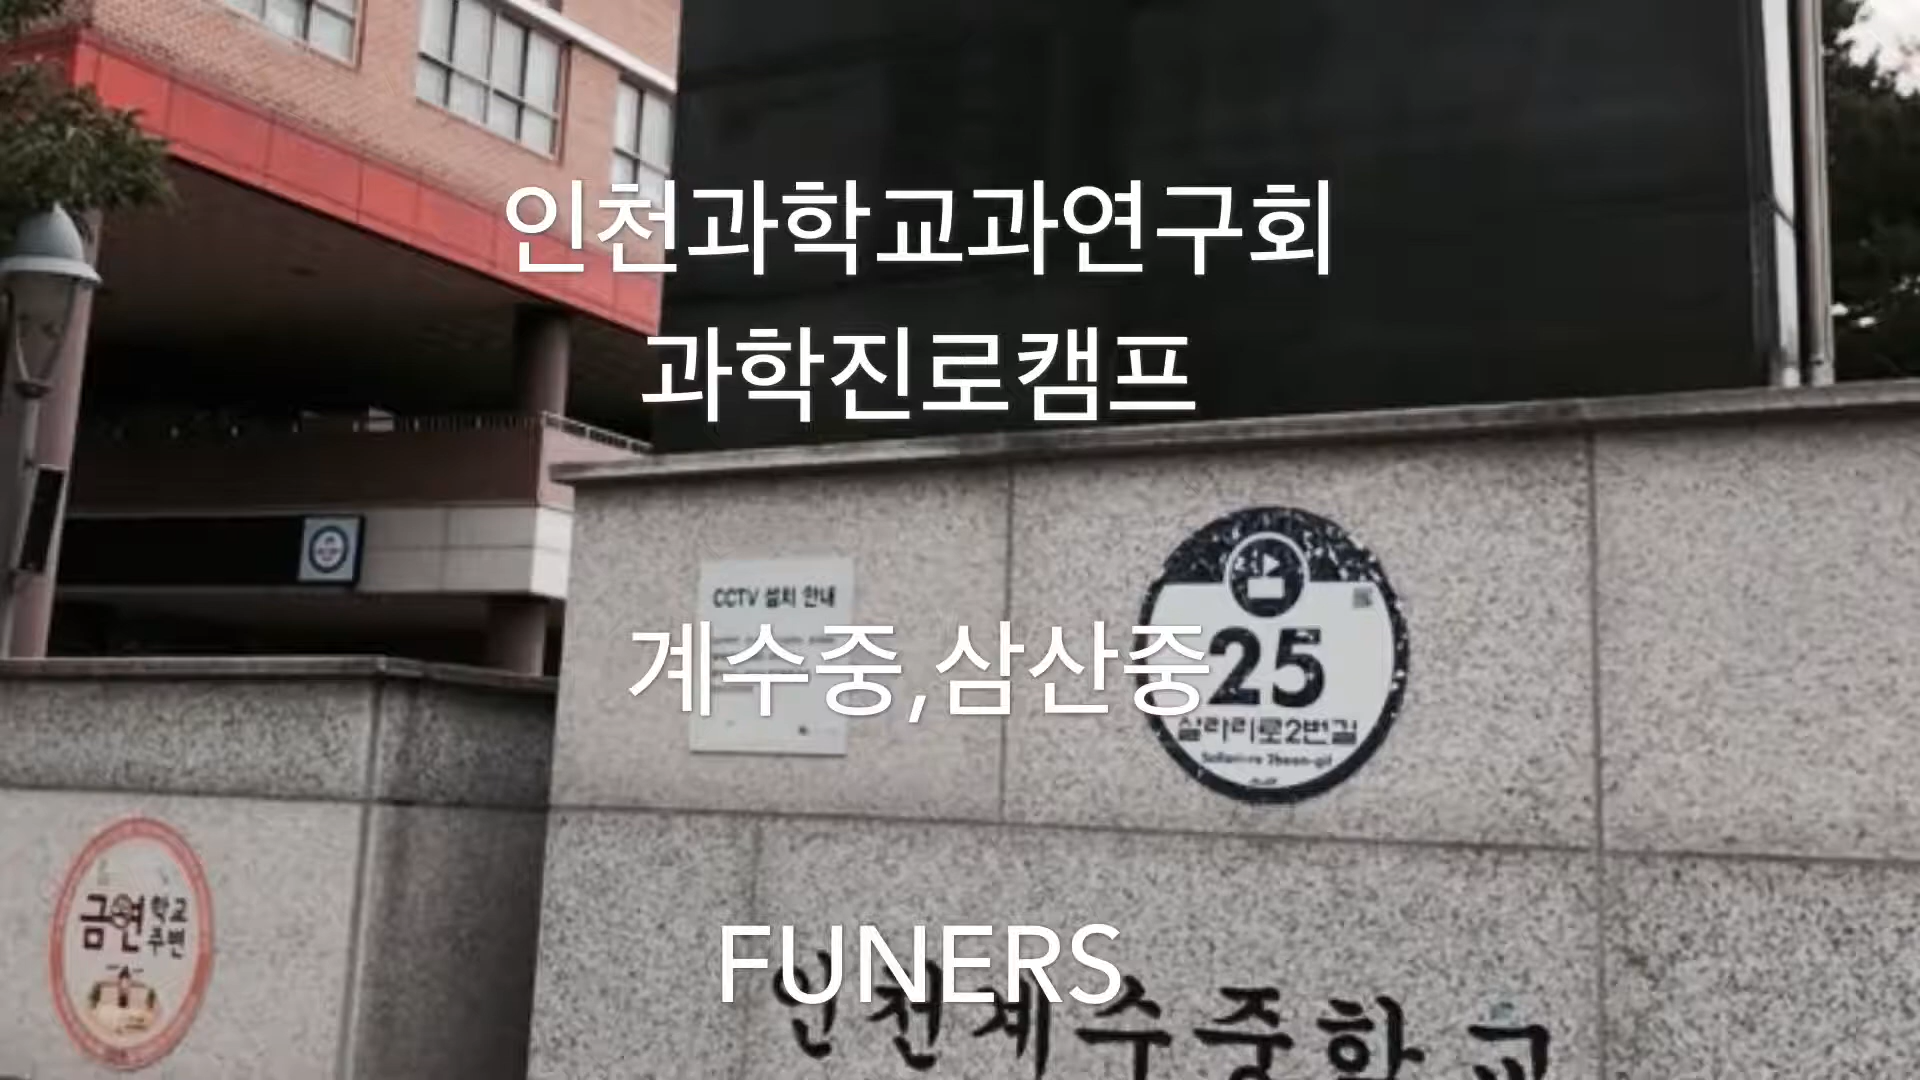 인천과학교과연구회
과학진로캠프
CCTV 설치 안내
계수중,삼산중
25
살라리로2번길
금연 학교
주변
FUNERS
인천계수중학교